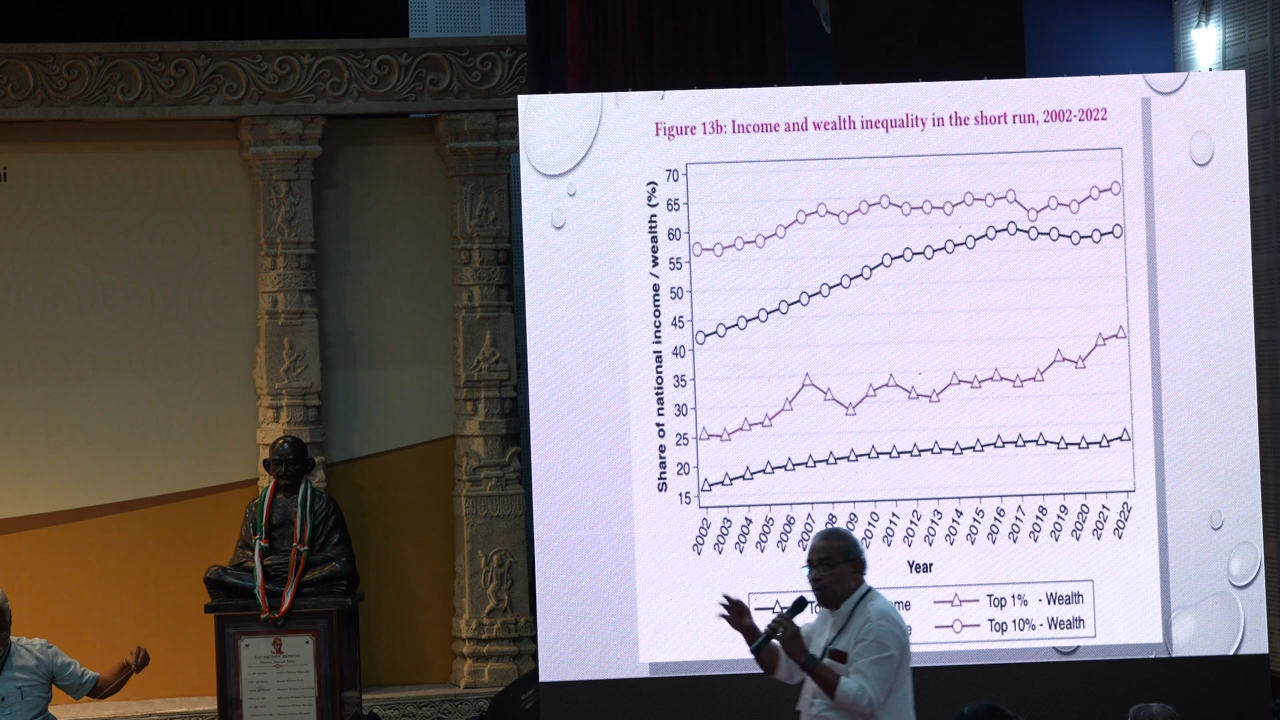 Figure 13b: Income and wealth inequality in the short run, 2002-2022
Share of national income / wealth (%)
70
65
60
55
50
45
40
35
30
25
20
15
2002 2003 2004 2005 2006 2007 08 09 2010 2011 2012 2013 2014 2015 2016 2017 2018 2019 2020 2021 2022
Year
Top 1% - Wealth
Top 10% - Wealth